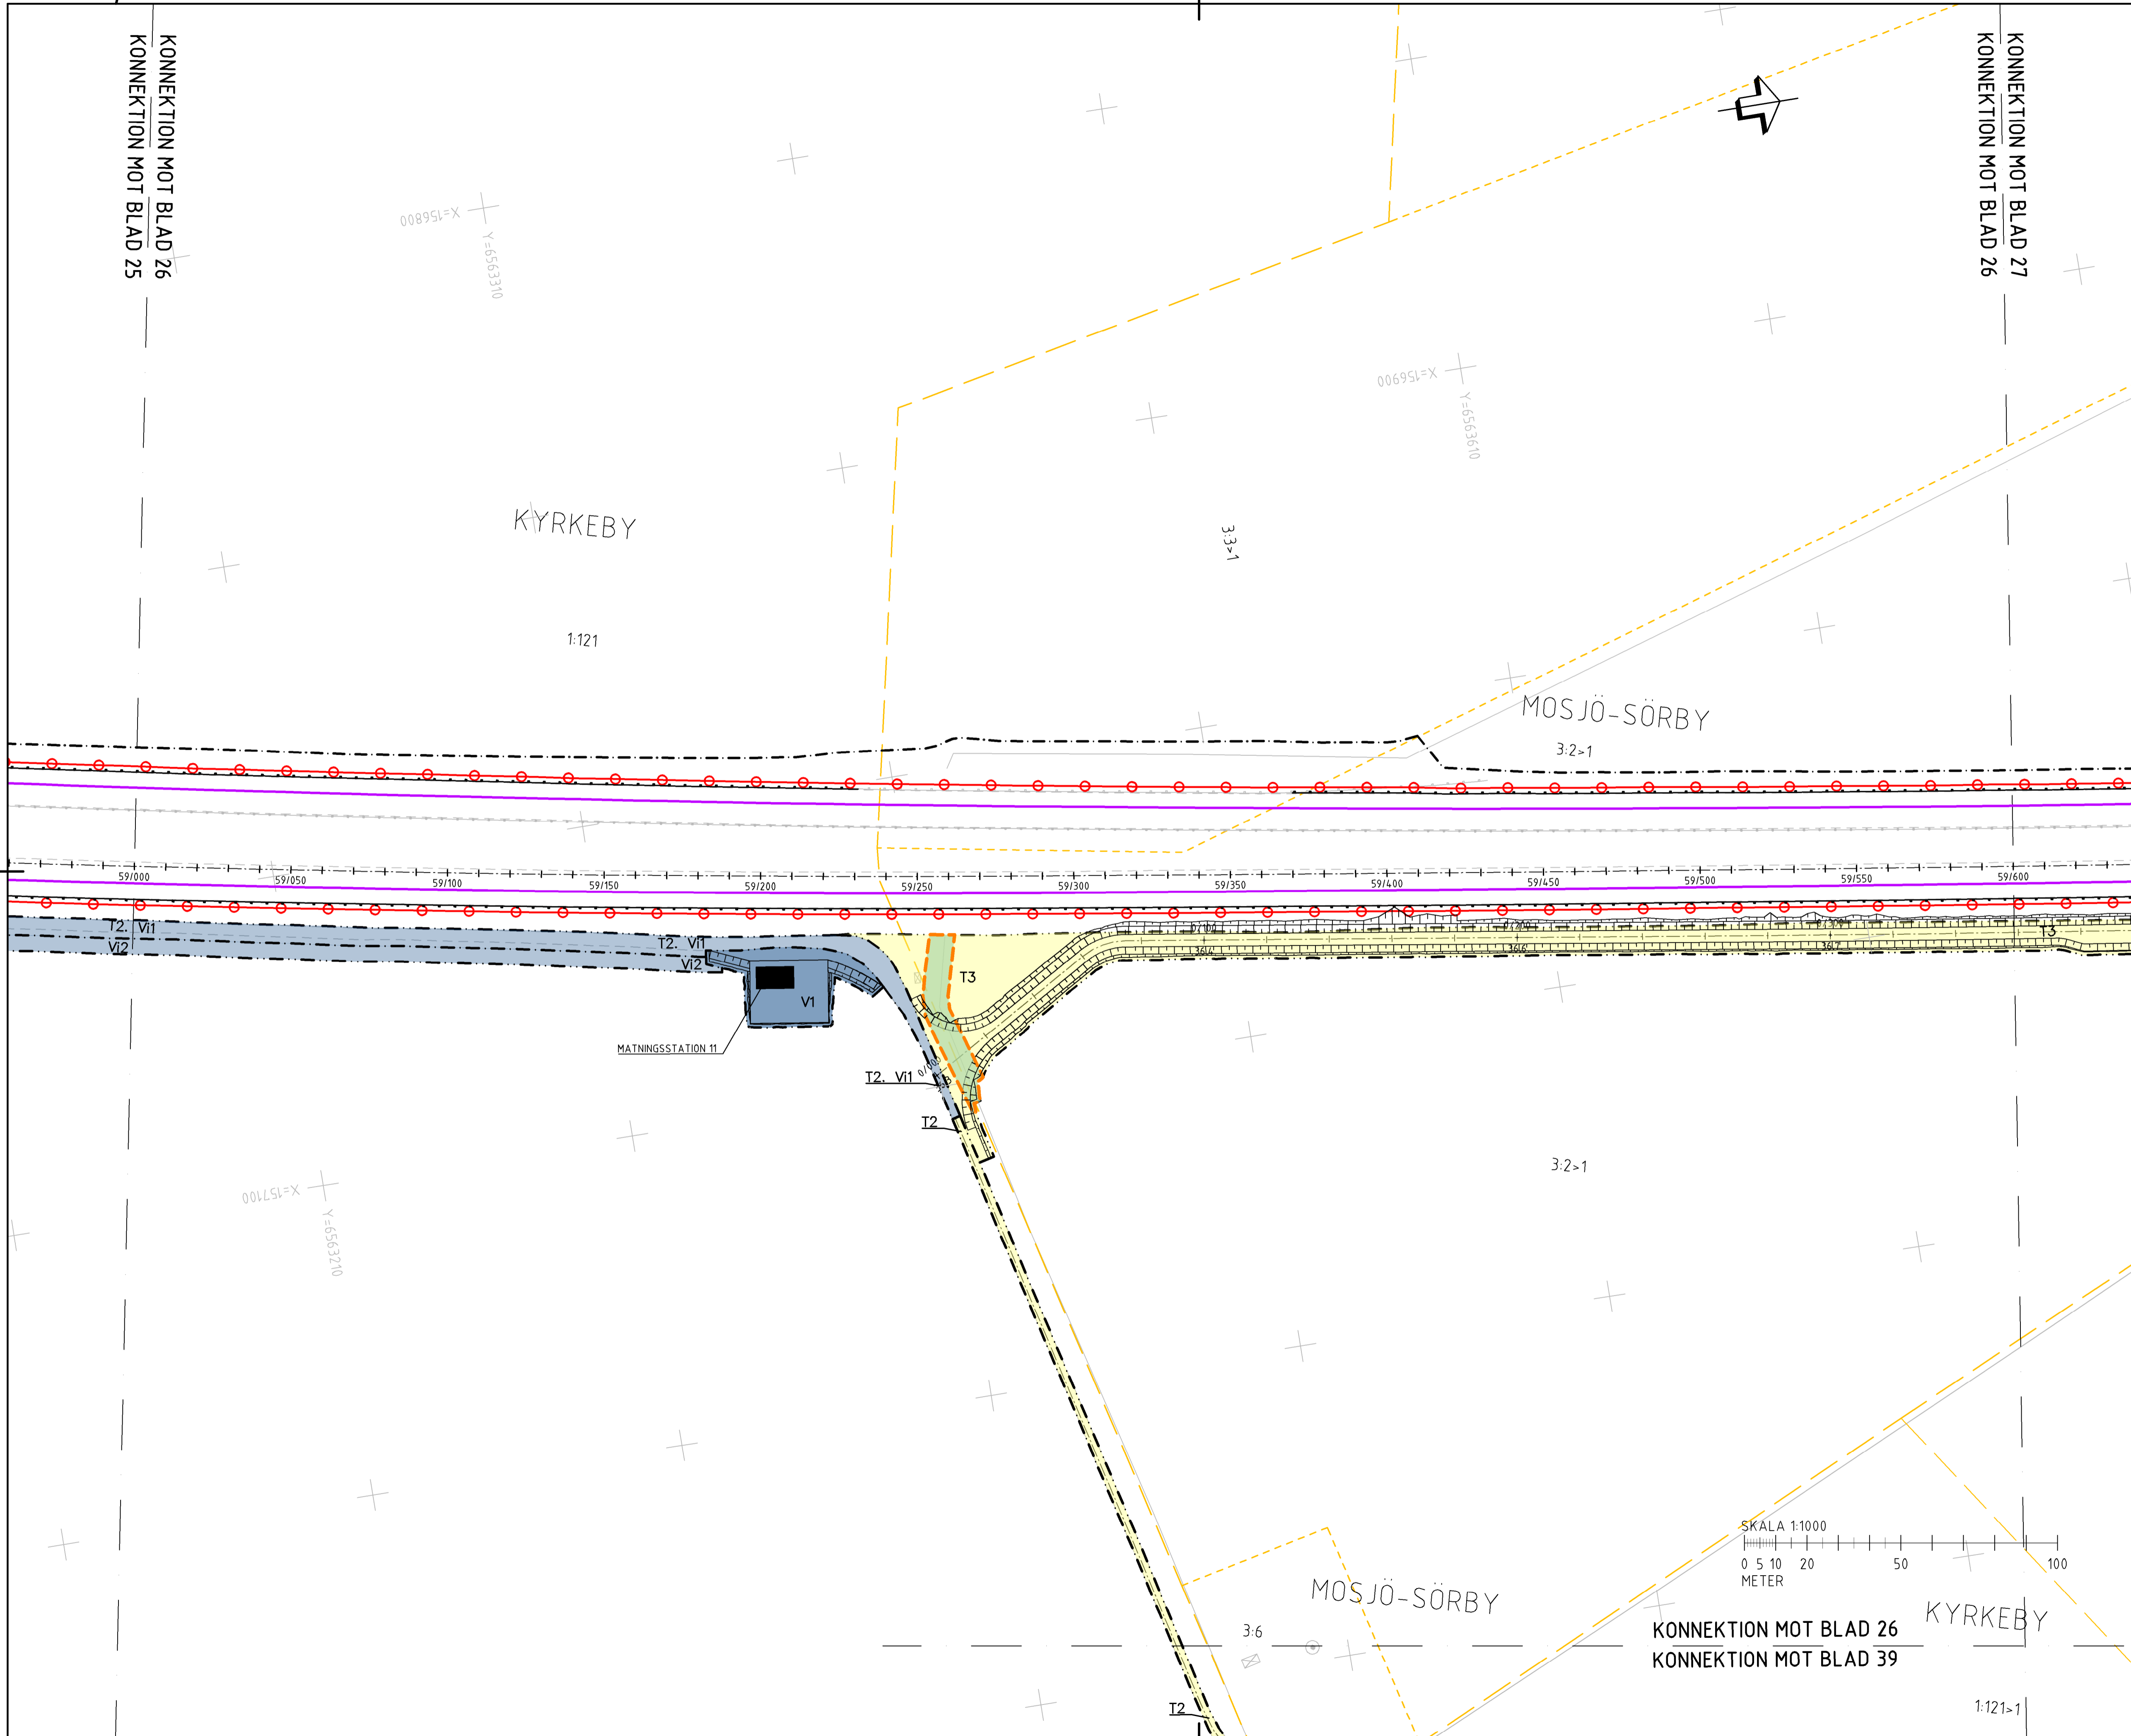 KONNEKTION MOT BLAD 26
KONNEKTION MOT BLAD 25
KONNEKTION MOT BLAD 27
KONNEKTION MOT BLAD 26
X=156800
Y=6563310
X=156900
Y=6563610
KYRKEBY
1:121
3:3>1
MOSJÖ-SÖRBY
3:2>1
59/000
59/050
59/100
59/150
59/200
59/250
59/300
59/350
59/400
59/450
59/500
59/550
59/600
T2. Vi1
Vi2
T2. Vi1
Vi2
V1
T3
T3
MATNINGSSTATION 11
T2. Vi1
0/000
T2
3:2>1
X=157100
Y=6563210
SKALA 1:1000
0 5 10 20 50 100
METER
MOSJÖ-SÖRBY
3:6
KYRKEBY
KONNEKTION MOT BLAD 26
KONNEKTION MOT BLAD 39
1:121>1
T2